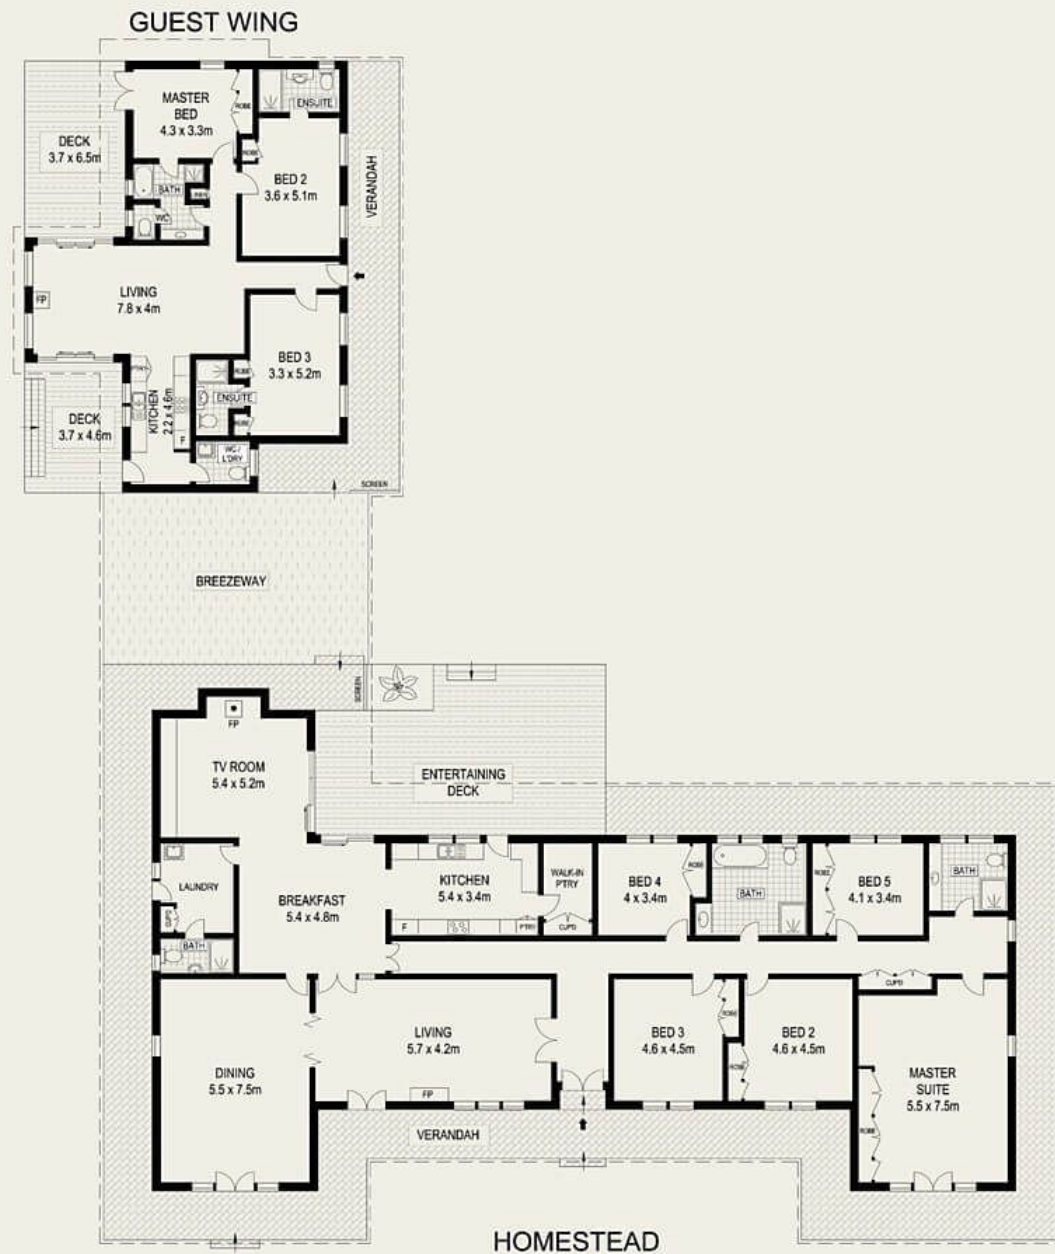 GUEST WING
MASTER
BED
4.3 x 3.3m
ROBE
ENSUITE
DECK
3.7 x 6.5m
ROBE
BED 2
3.6 x 5.1m
VERANDAH
BATH
LINEN
WC
LIVING
7.8 x 4m
FP
BED 3
3.3 x 5.2m
PTRY
ROBE
ENSUITE
KITCHEN
2.2 x 4.6m
DECK
3.7 x 4.6m
ROBE
F
WC/
L'DRY
SCREEN
BREEZEWAY
SCREEN
FP
TV ROOM
5.4 x 5.2m
ENTERTAINING
DECK
LAUNDRY
BREAKFAST
5.4 x 4.8m
KITCHEN
5.4 x 3.4m
WALK-IN
PTRY
BED 4
4 x 3.4m
ROBE
BATH
ROBE
BED 5
4.1 x 3.4m
BATH
F
PTRY
CUPD
BATH
CUPD
DINING
5.5 x 7.5m
LIVING
5.7 x 4.2m
FP
BED 3
4.6 x 4.5m
ROBE
ROBE
BED 2
4.6 x 4.5m
MASTER
SUITE
5.5 x 7.5m
ROBE
VERANDAH
HOMESTEAD